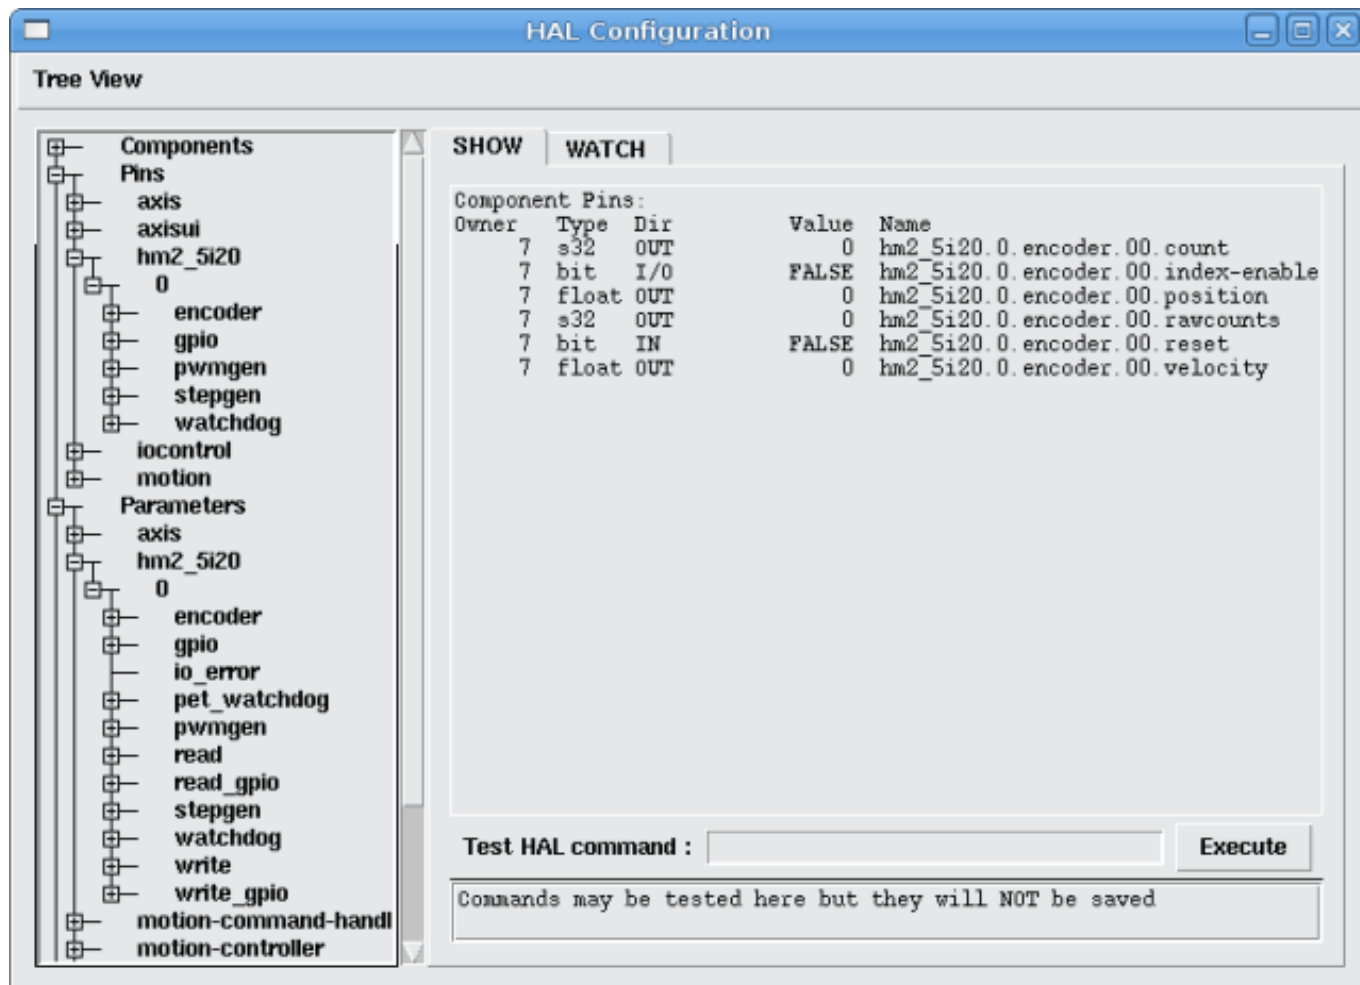 HAL Configuration
Tree View
Components
Pins
axis
axisui
hm2_5i20
0
encoder
gpio
pwmgen
stepgen
watchdog
iocontrol
motion
Parameters
axis
hm2_5i20
0
encoder
gpio
io_error
pet_watchdog
pwmgen
read
read_gpio
stepgen
watchdog
write
write_gpio
motion-command-handl
motion-controller
SHOW WATCH
Component Pins:
Owner Type Dir Value Name
7 s32 OUT 0 hm2_5i20.0.encoder.00.count
7 bit I/O FALSE hm2_5i20.0.encoder.00.index-enable
7 float OUT 0 hm2_5i20.0.encoder.00.position
7 s32 OUT 0 hm2_5i20.0.encoder.00.rawcounts
7 bit IN FALSE hm2_5i20.0.encoder.00.reset
7 float OUT 0 hm2_5i20.0.encoder.00.velocity
Test HAL command : Execute
Commands may be tested here but they will NOT be saved